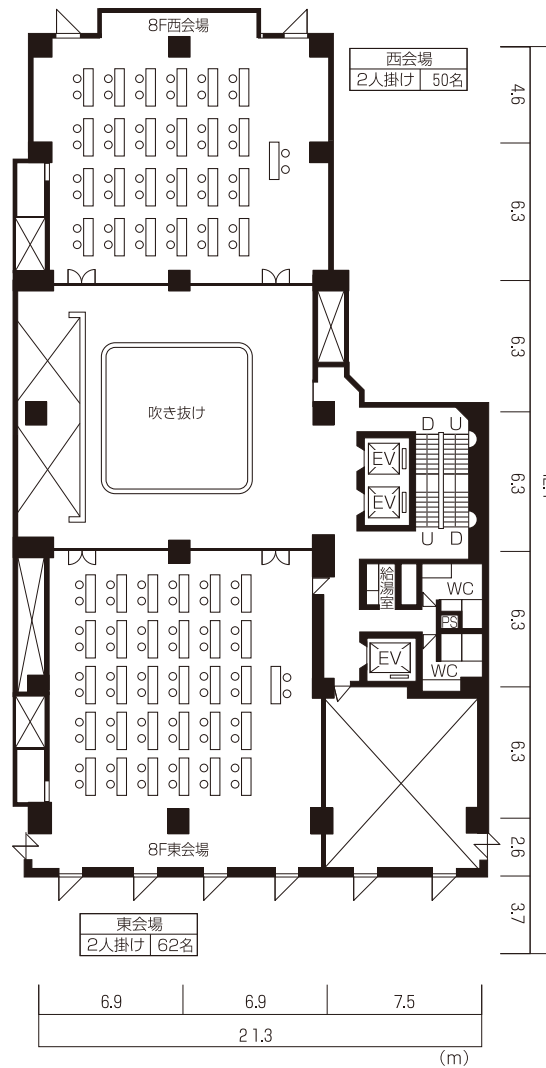 8F西会場
西会場
2人掛け 50名
4.6
6.3
6.3
吹き抜け
D U
EV
6.3
EV
U D
給湯室
WC
6.3
PS
EV
WC
6.3
2.6
8F東会場
3.7
東会場
2人掛け 62名
6.9 6.9 7.5
21.3
(m)